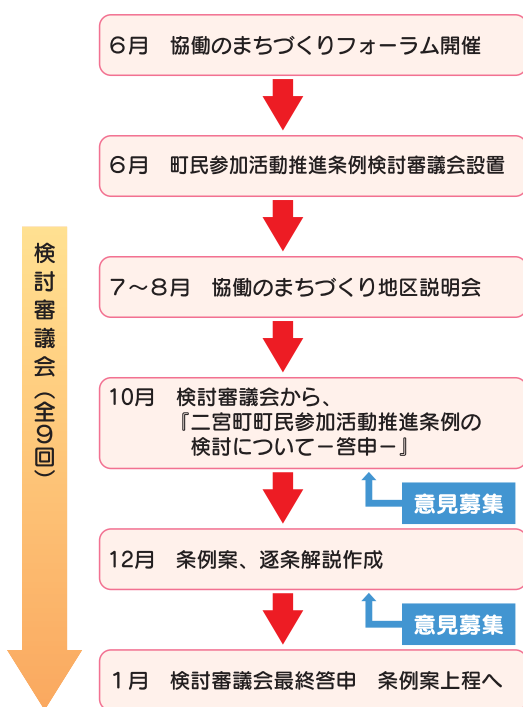 6月 協働のまちづくりフォーラム開催
6月 町民参加活動推進条例検討審議会設置
検討審議会(全9回)
7~8月 協働のまちづくり地区説明会
10月 検討審議会から、
『二宮町町民参加活動推進条例の
検討について-答申-』
意見募集
12月 条例案、逐条解説作成
意見募集
1月 検討審議会最終答申 条例案上程へ